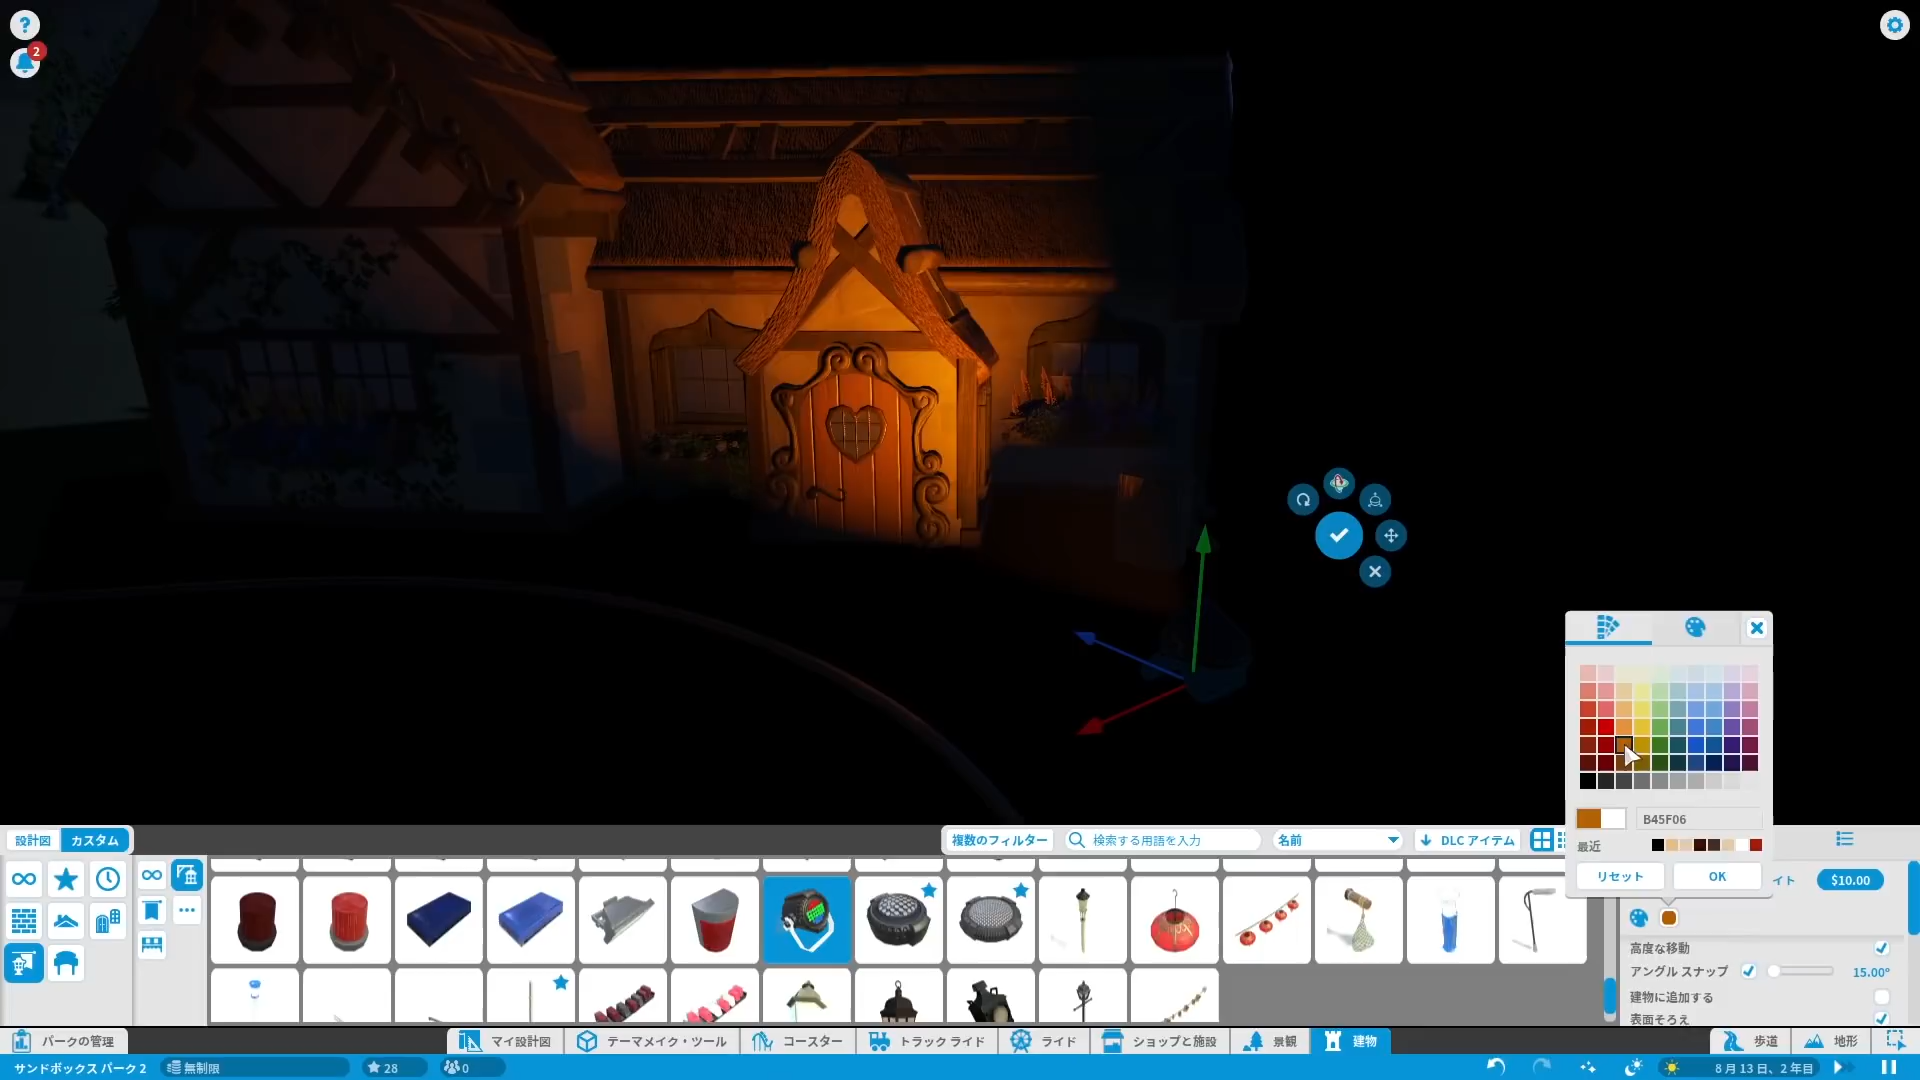 ?
2
設計図
カスタム
複数のフィルター
検索する用語を入力
名前
DLC アイテム
B45F06
最近
リセット
OK
イト
$10.00
高度な移動
アングル スナップ
15.00°
建物に追加する
表面そろえ
パークの管理
マイ設計図
テーマメイク・ツール
コースター
トラック ライド
ライド
ショップと施設
景観
建物
歩道
地形
サンドボックス パーク 2
無制限
28
0
8 月 13 日、2 年目